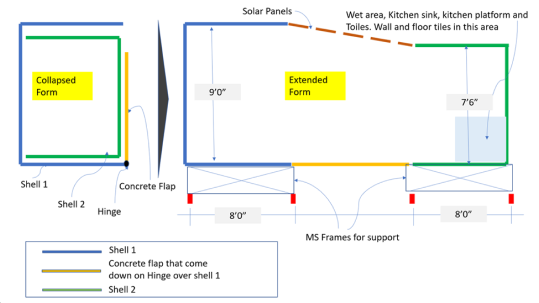 Solar Panels
Wet area, Kitchen sink, kitchen platform and
Toiles. Wall and floor tiles in this area
Collapsed
Form
9'0”
Extended
Form
7'6”
Shell 1
Shell 2
Concrete Flap
Hinge
8'0”
MS Frames for support
8'0”
Shell 1
Concrete flap that come
down on Hinge over shell 1
Shell 2